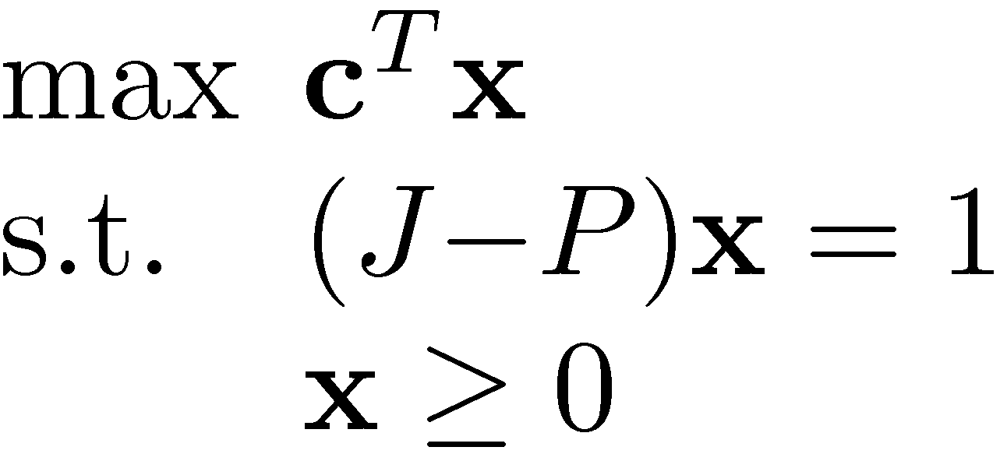 max c^T x
s.t. (J−P)x = 1
x ≥ 0